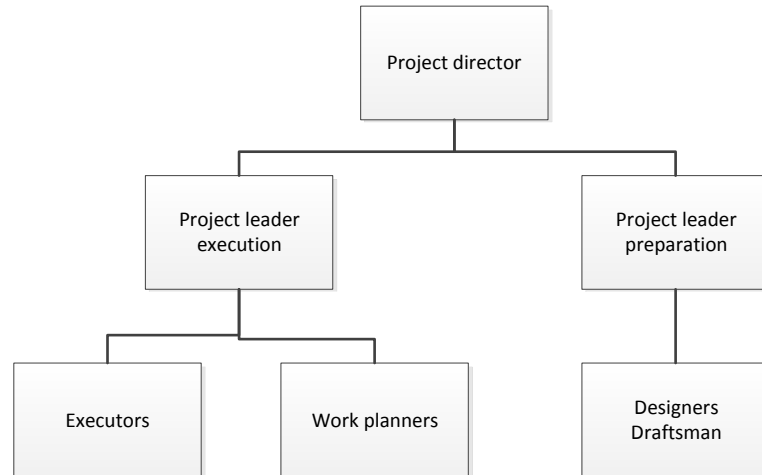 Project director
Project leader
execution
Project leader
preparation
Executors
Work planners
Designers
Draftsman